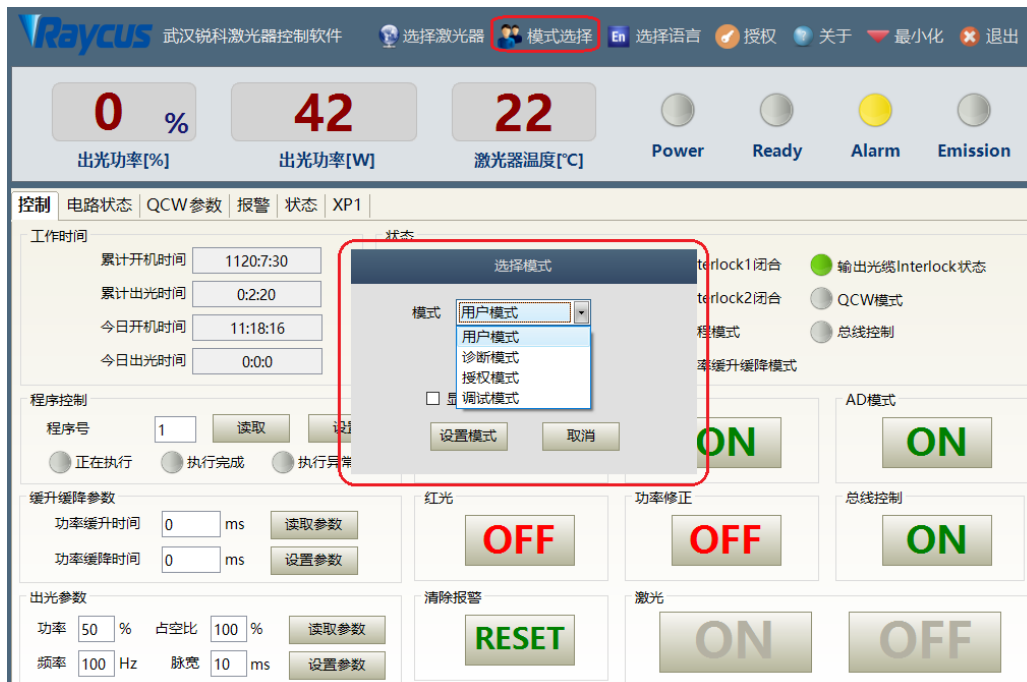 Raycus 武汉锐科激光器控制软件 选择激光器 模式选择 En 选择语言 授权 关于 最小化 退出
0 % 42 22
出光功率[%] 出光功率[W] 激光器温度[℃] Power Ready Alarm Emission
控制 电路状态 QCW参数 报警 状态 XP1
工作时间 状态
累计开机时间 1120:7:30
累计出光时间 0:2:20
今日开机时间 11:18:16
今日出光时间 0:0:0
选择模式
模式 用户模式
用户模式
诊断模式
授权模式
调试模式
设置模式 取消
terlock1闭合 输出光缆Interlock状态
terlock2闭合 QCW模式
程模式 总线控制
率缓升缓降模式
程序控制 AD模式
程序号 1 读取
正在执行 执行完成 执行异常
ON ON
缓升缓降参数 红光 功率修正 总线控制
功率缓升时间 0 ms 读取参数
功率缓降时间 0 ms 设置参数
OFF OFF ON
出光参数 清除报警 激光
功率 50 % 占空比 100 % 读取参数
频率 100 Hz 脉宽 10 ms 设置参数
RESET ON OFF